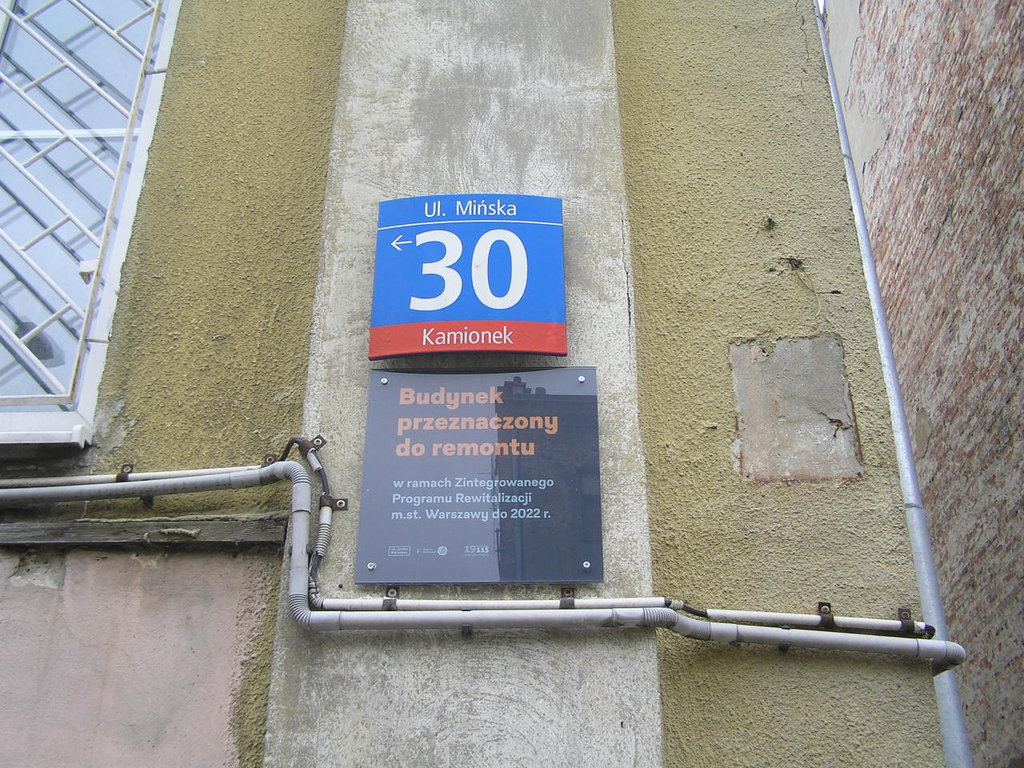 Ul. Mińska
←30
Kamionek
Budynek
przeznaczony
do remontu
w ramach Zintegrowanego
Programu Rewitalizacji
m.st. Warszawy do 2022 r.
19115